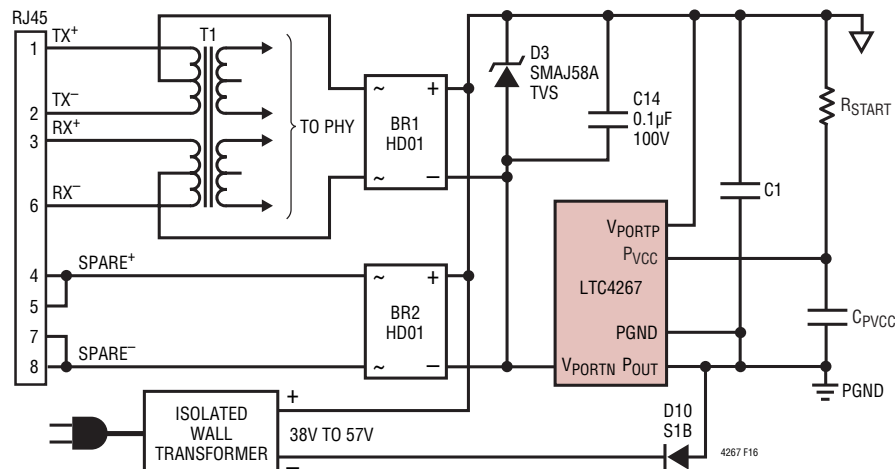 RJ45
1
TX+
2
TX−
3
RX+
6
RX−
4
SPARE+
5
7
8
SPARE−
T1
TO PHY
~
+
BR1
HD01
~
−
~
+
BR2
HD01
~
−
D3
SMAJ58A
TVS
C14
0.1µF
100V
RSTART
C1
VPORTP
PVCC
LTC4267
PGND
VPORTN
POUT
CPVCC
PGND
ISOLATED
WALL
TRANSFORMER
+
38V TO 57V
−
D10
S1B
4267 F16